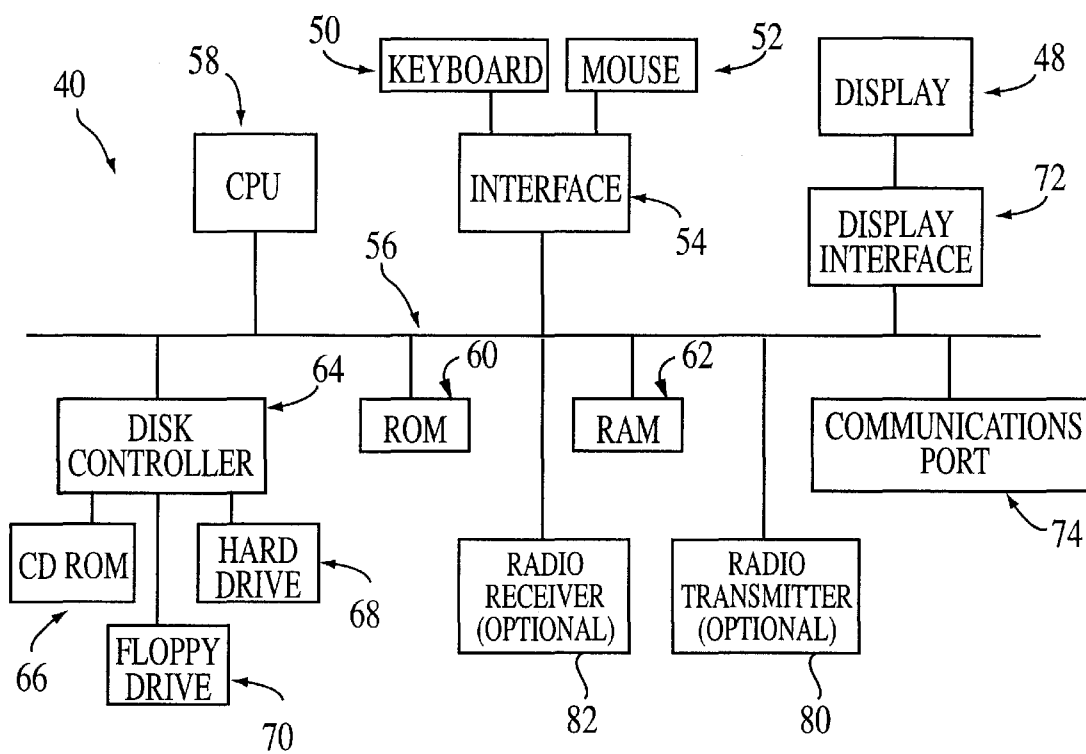 50
KEYBOARD
MOUSE
52
58
40
CPU
INTERFACE
54
DISPLAY
48
72
DISPLAY
INTERFACE
56
64
DISK
CONTROLLER
60
ROM
62
RAM
COMMUNICATIONS
PORT
74
CD ROM
66
HARD
DRIVE
68
FLOPPY
DRIVE
70
RADIO
RECEIVER
(OPTIONAL)
82
RADIO
TRANSMITTER
(OPTIONAL)
80